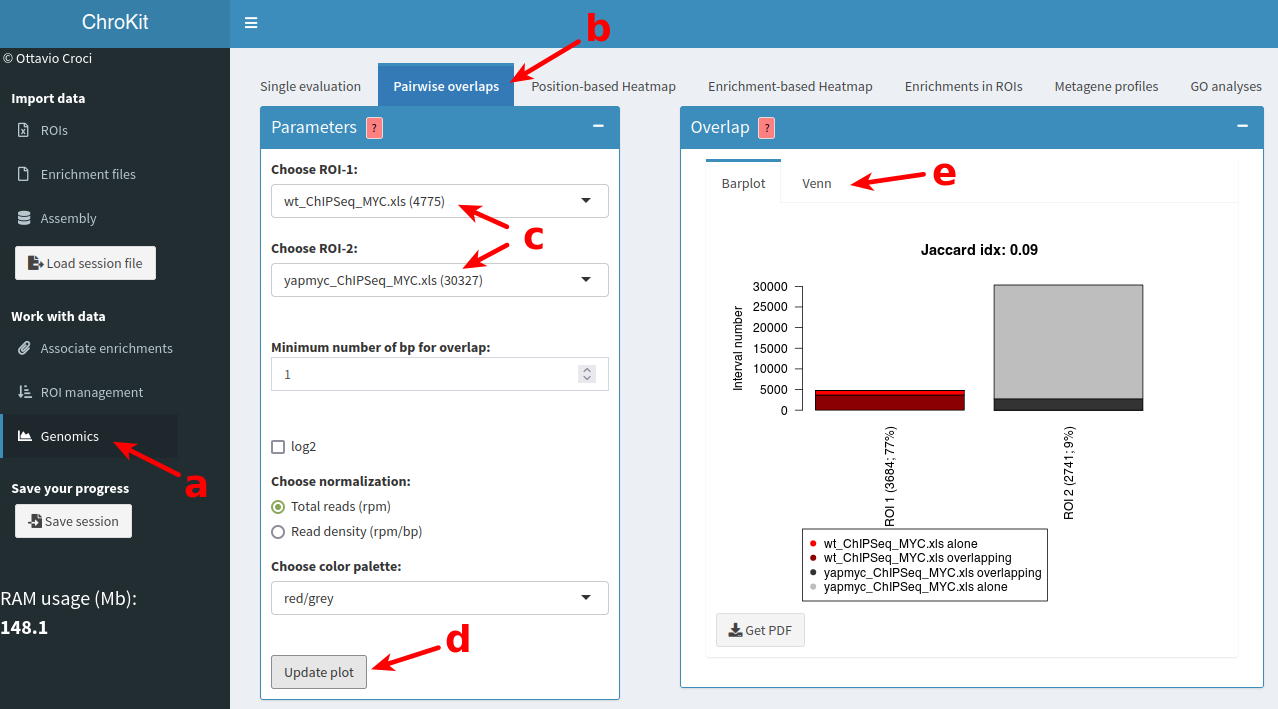 ChroKit
© Ottavio Croci
Import data
ROIs
Enrichment files
Assembly
Load session file
Work with data
Associate enrichments
ROI management
Genomics
a
Save your progress
Save session
RAM usage (Mb):
148.1
b
Single evaluation
Pairwise overlaps
Position-based Heatmap
Enrichment-based Heatmap
Enrichments in ROIs
Metagene profiles
GO analyses
Parameters ?
Choose ROI-1:
wt_ChIPSeq_MYC.xls (4775)
c
Choose ROI-2:
yapmyc_ChIPSeq_MYC.xls (30327)
Minimum number of bp for overlap:
1
log2
Choose normalization:
Total reads (rpm)
Read density (rpm/bp)
Choose color palette:
red/grey
d
Update plot
Overlap ?
Barplot
Venn
e
Jaccard idx: 0.09
Interval number
30000
25000
20000
15000
10000
5000
0
ROI 1 (3684; 77%)
ROI 2 (2741; 9%)
wt_ChIPSeq_MYC.xls alone
wt_ChIPSeq_MYC.xls overlapping
yapmyc_ChIPSeq_MYC.xls overlapping
yapmyc_ChIPSeq_MYC.xls alone
Get PDF